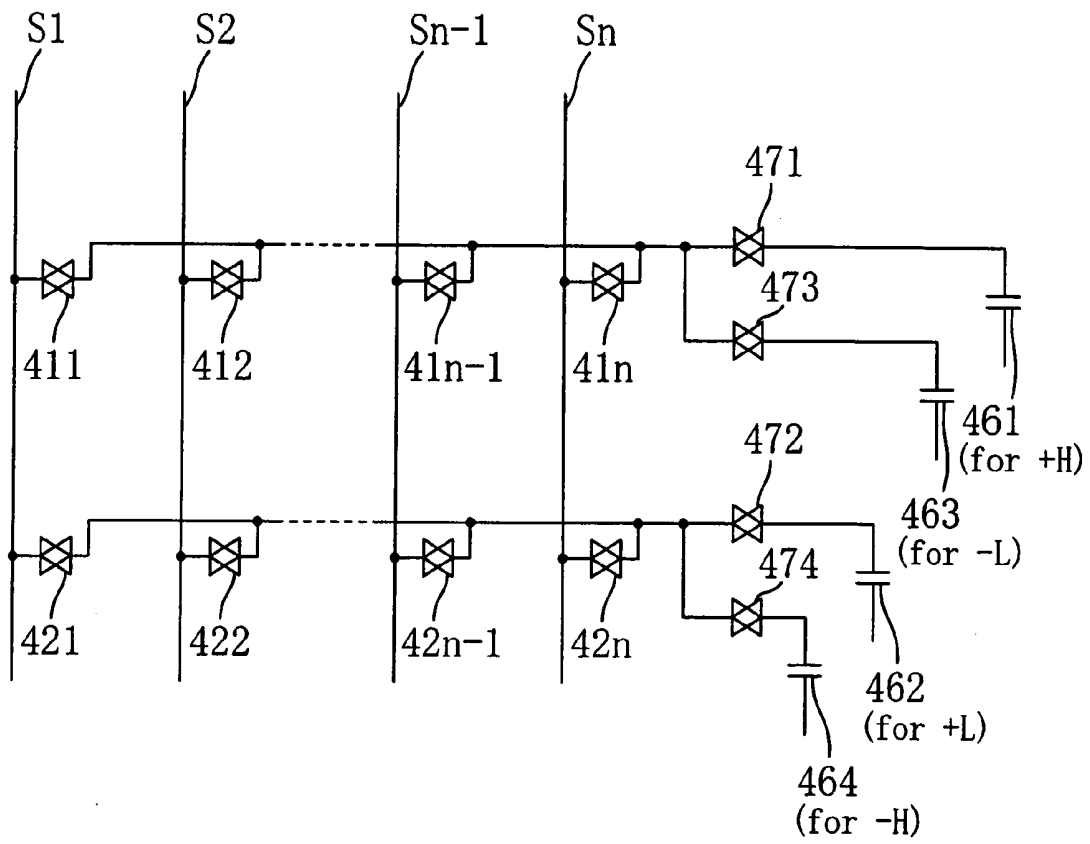 S1
S2
Sn-1
Sn
471
473
411
412
41n-1
41n
461
(for +H)
472
463
(for -L)
474
421
422
42n-1
42n
462
(for +L)
464
(for -H)